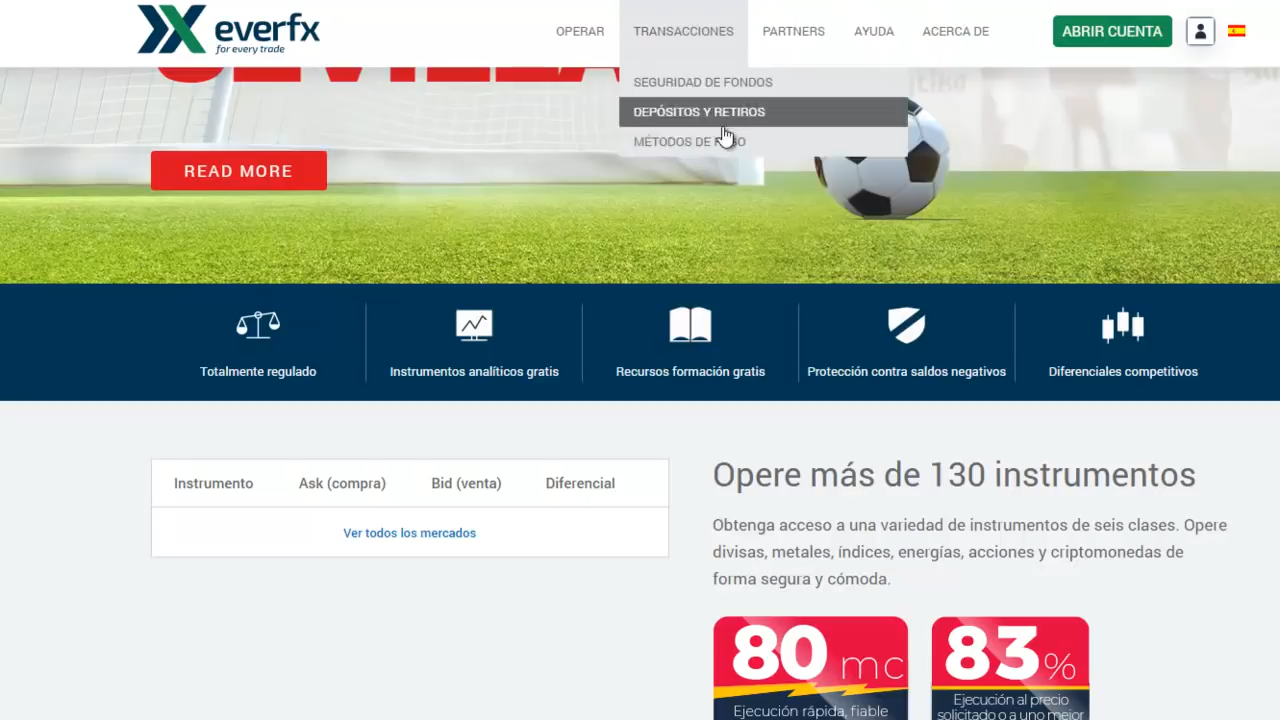 everfx
for every trade
OPERAR
TRANSACCIONES
PARTNERS
AYUDA
ACERCA DE
ABRIR CUENTA
SEGURIDAD DE FONDOS
DEPÓSITOS Y RETIROS
MÉTODOS DE
READ MORE
Totalmente regulado
Instrumentos analíticos gratis
Recursos formación gratis
Protección contra saldos negativos
Diferenciales competitivos
Instrumento
Ask (compra)
Bid (venta)
Diferencial
Ver todos los mercados
Opere más de 130 instrumentos
Obtenga acceso a una variedad de instrumentos de seis clases. Opere
divisas, metales, índices, energías, acciones y criptomonedas de
forma segura y cómoda.
80 mc
Ejecución rápida, fiable
83%
Ejecución al precio
solicitado o a uno mejor